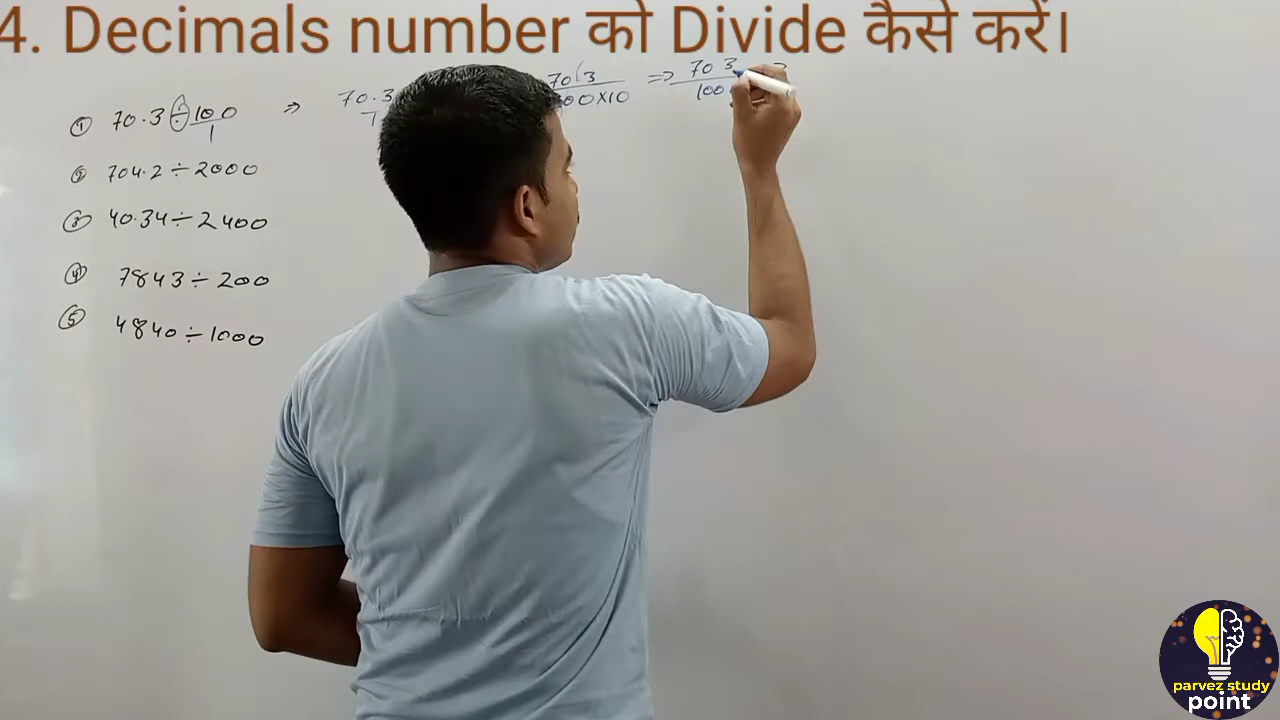 4. Decimals number को Divide कैसे करें।
① 70.3 ÷ 100/1 ⇒ 70.3 703/ 00×10 ⇒ 703/100
② 704.2 ÷ 2000
③ 40.34 ÷ 2400
④ 7843 ÷ 200
⑤ 4840 ÷ 1000
parvez study
point